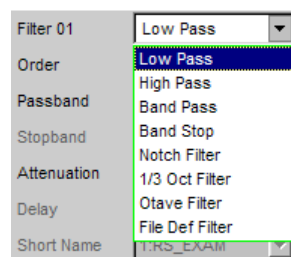 Filter 01 Low Pass
Order Low Pass
High Pass
Passband Band Pass
Stopband Band Stop
Notch Filter
Attenuation 1/3 Oct Filter
Delay Otave Filter
File Def Filter
Short Name 1:RS_EXAM